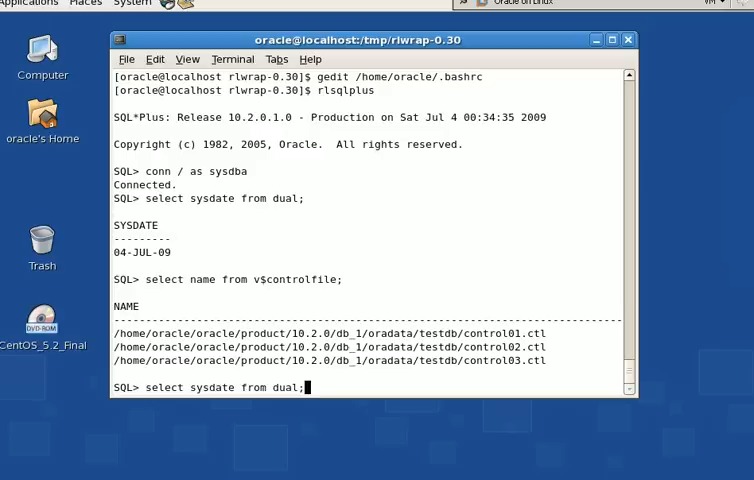 Applications Places System
Oracle on Linux
VM
oracle@localhost:/tmp/rlwrap-0.30
File Edit View Terminal Tabs Help
[oracle@localhost rlwrap-0.30]$ gedit /home/oracle/.bashrc
[oracle@localhost rlwrap-0.30]$ rlsqlplus
SQL*Plus: Release 10.2.0.1.0 - Production on Sat Jul 4 00:34:35 2009
Copyright (c) 1982, 2005, Oracle.  All rights reserved.
SQL> conn / as sysdba
Connected.
SQL> select sysdate from dual;
SYSDATE
---------
04-JUL-09
SQL> select name from v$controlfile;
NAME
--------------------------------------------------------------------------------
/home/oracle/oracle/product/10.2.0/db_1/oradata/testdb/control01.ctl
/home/oracle/oracle/product/10.2.0/db_1/oradata/testdb/control02.ctl
/home/oracle/oracle/product/10.2.0/db_1/oradata/testdb/control03.ctl
SQL> select sysdate from dual;
Computer
oracle's Home
Trash
DVD-ROM
CentOS_5.2_Final